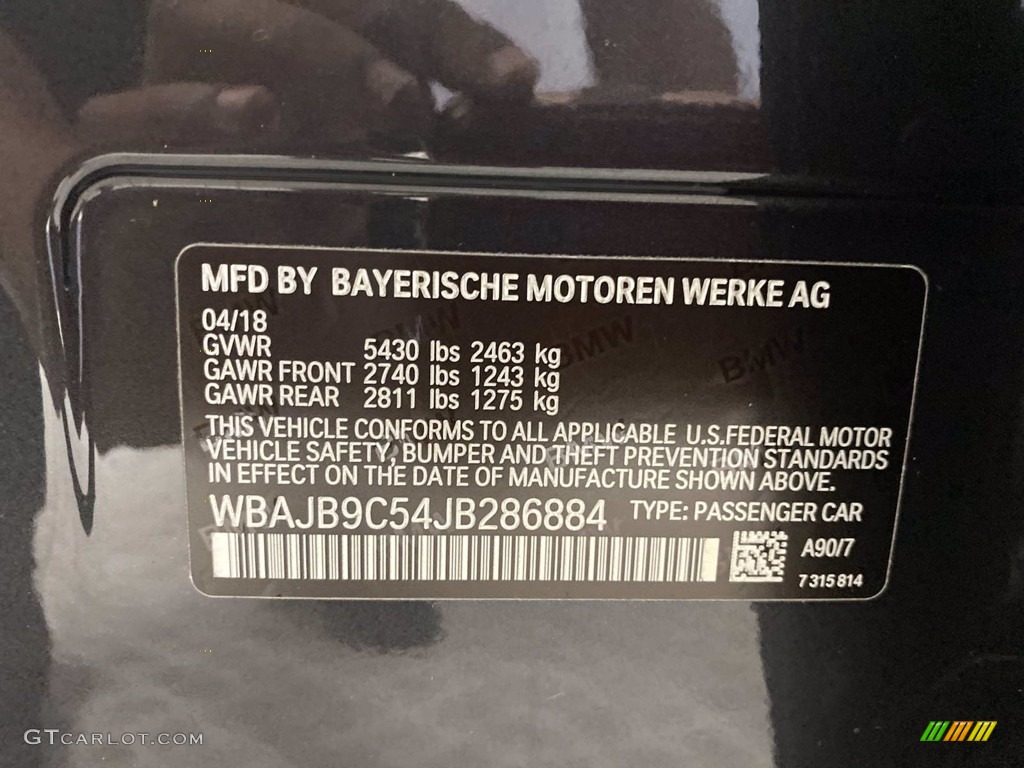 MFD BY BAYERISCHE MOTOREN WERKE AG
04/18
GVWR 5430 lbs 2463 kg
GAWR FRONT 2740 lbs 1243 kg
GAWR REAR 2811 lbs 1275 kg
THIS VEHICLE CONFORMS TO ALL APPLICABLE U.S.FEDERAL MOTOR
VEHICLE SAFETY, BUMPER AND THEFT PREVENTION STANDARDS
IN EFFECT ON THE DATE OF MANUFACTURE SHOWN ABOVE.
WBAJB9C54JB286884 TYPE: PASSENGER CAR
A90/7
7315814
GTCARLOT.COM